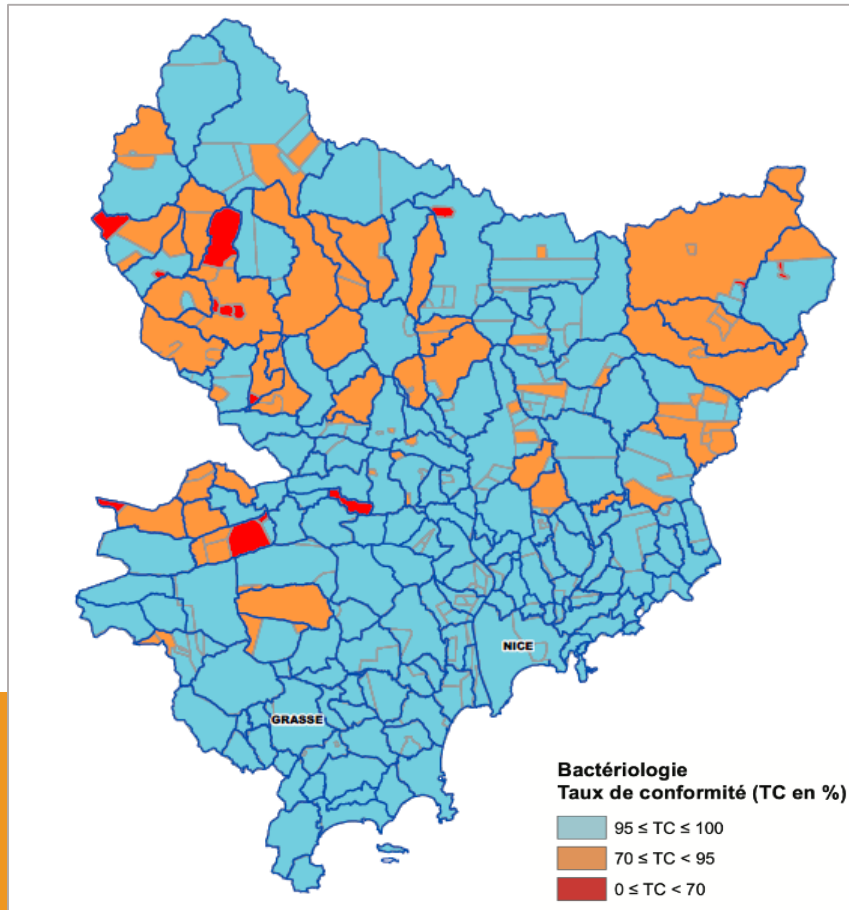 NICE
GRASSE
Bactériologie
Taux de conformité (TC en %)
95 ≤ TC ≤ 100
70 ≤ TC < 95
0 ≤ TC < 70